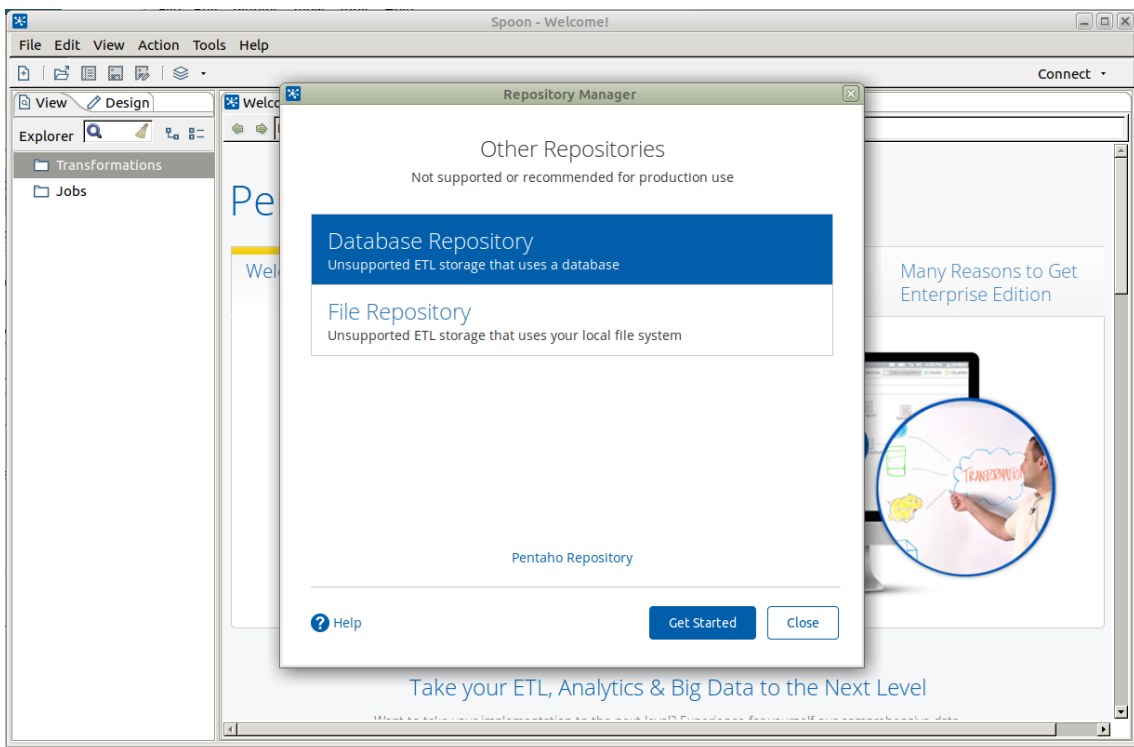 Spoon - Welcome!
File Edit View Action Tools Help
Connect
View Design
Welco
Explorer
Transformations
Jobs
Pe
Wel
Many Reasons to Get
Enterprise Edition
Repository Manager
Other Repositories
Not supported or recommended for production use
Database Repository
Unsupported ETL storage that uses a database
File Repository
Unsupported ETL storage that uses your local file system
Pentaho Repository
? Help
Get Started
Close
TRANSFORMATION
Take your ETL, Analytics & Big Data to the Next Level